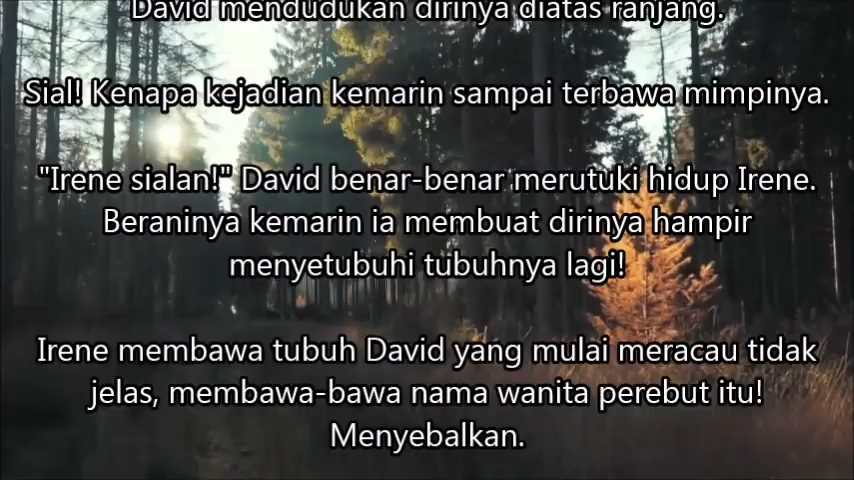 David mendudukan dirinya diatas ranjang.
Sial! Kenapa kejadian kemarin sampai terbawa mimpinya.
"Irene sialan!" David benar-benar merutuki hidup Irene.
Beraninya kemarin ia membuat dirinya hampir
menyetubuhi tubuhnya lagi!
Irene membawa tubuh David yang mulai meracau tidak
jelas, membawa-bawa nama wanita perebut itu!
Menyebalkan.